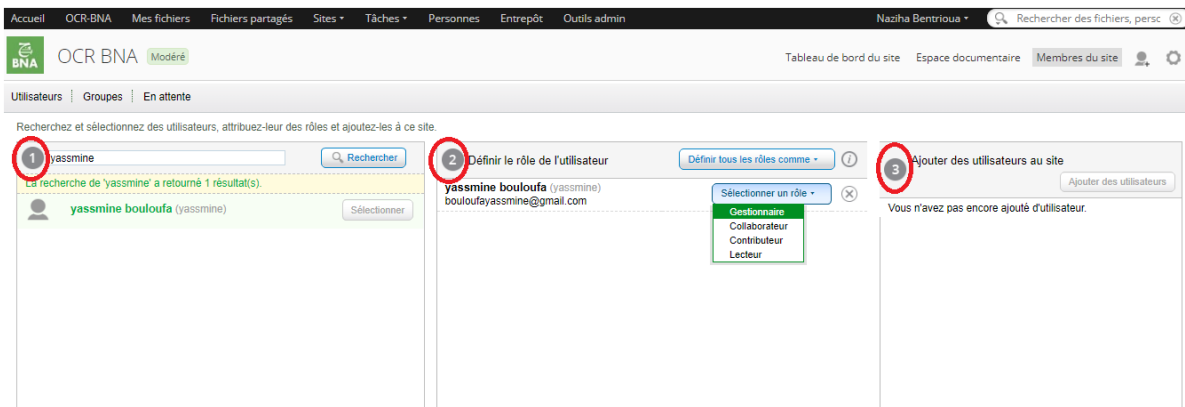 Accueil OCR-BNA Mes fichiers Fichiers partagés Sites Tâches Personnes Entrepôt Outils admin Naziha Bentrioua Rechercher des fichiers, persc
BNA OCR BNA Modéré Tableau de bord du site Espace documentaire Membres du site
Utilisateurs Groupes En attente
Recherchez et sélectionnez des utilisateurs, attribuez-leur des rôles et ajoutez-les à ce site.
1 yassmine Rechercher
La recherche de 'yassmine' a retourné 1 résultat(s).
yassmine bouloufa (yassmine) Sélectionner
2 Définir le rôle de l'utilisateur Définir tous les rôles comme
yassmine bouloufa (yassmine) Sélectionner un rôle
bouloufayassmine@gmail.com
Gestionnaire
Collaborateur
Contributeur
Lecteur
3 Ajouter des utilisateurs au site
Ajouter des utilisateurs
Vous n'avez pas encore ajouté d'utilisateur.